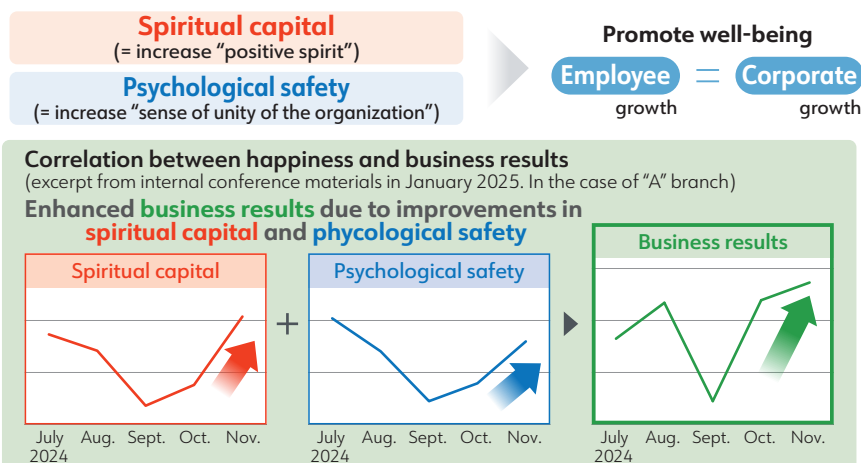 Spiritual capital
(= increase “positive spirit”)
Psychological safety
(= increase “sense of unity of the organization”)
Promote well-being
Employee = Corporate
growth growth
Correlation between happiness and business results
(excerpt from internal conference materials in January 2025. In the case of “A” branch)
Enhanced business results due to improvements in
spiritual capital and phycological safety
Spiritual capital
+
Psychological safety
Business results
July Aug. Sept. Oct. Nov.
2024
July Aug. Sept. Oct. Nov.
2024
July Aug. Sept. Oct. Nov.
2024